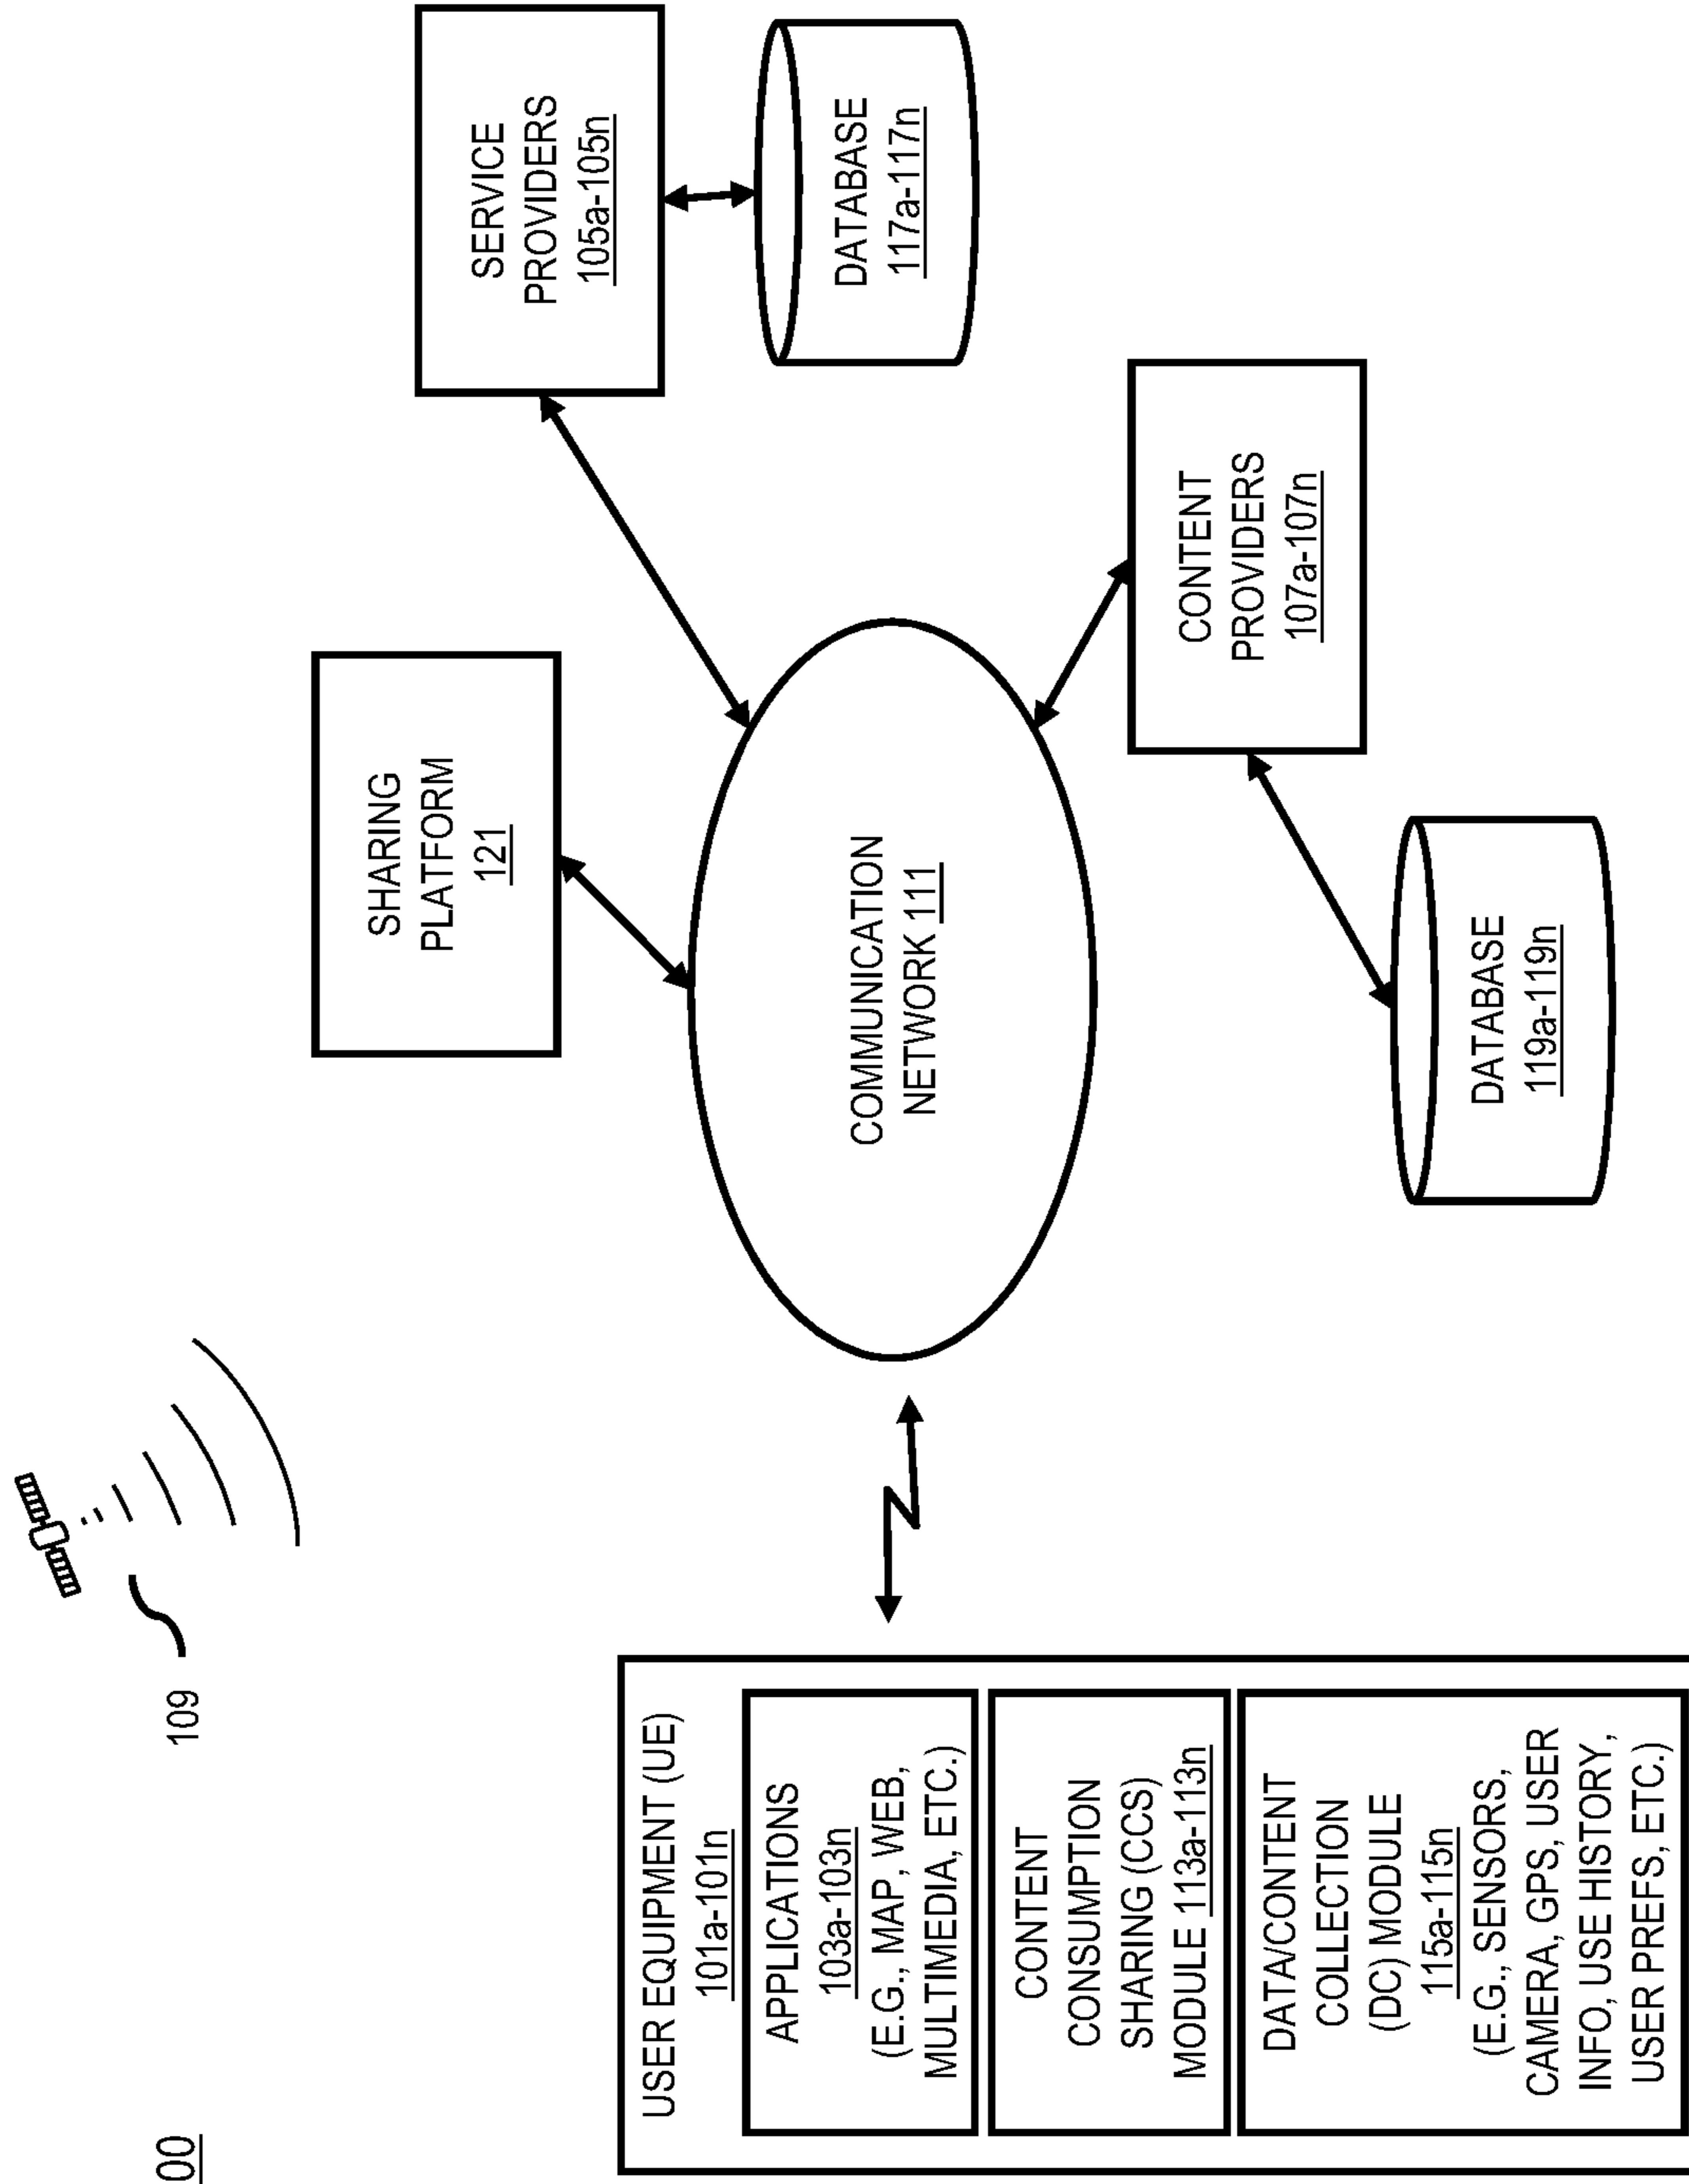 00
109
USER EQUIPMENT (UE)
101a-101n
APPLICATIONS
103a-103n
(E.G., MAP, WEB,
MULTIMEDIA, ETC.)
CONTENT
CONSUMPTION
SHARING (CCS)
MODULE 113a-113n
DATA/CONTENT
COLLECTION
(DC) MODULE
115a-115n
(E.G., SENSORS,
CAMERA, GPS, USER
INFO, USE HISTORY,
USER PREFS, ETC.)
COMMUNICATION
NETWORK 111
SHARING
PLATFORM
121
SERVICE
PROVIDERS
105a-105n
DATABASE
117a-117n
CONTENT
PROVIDERS
107a-107n
DATABASE
119a-119n